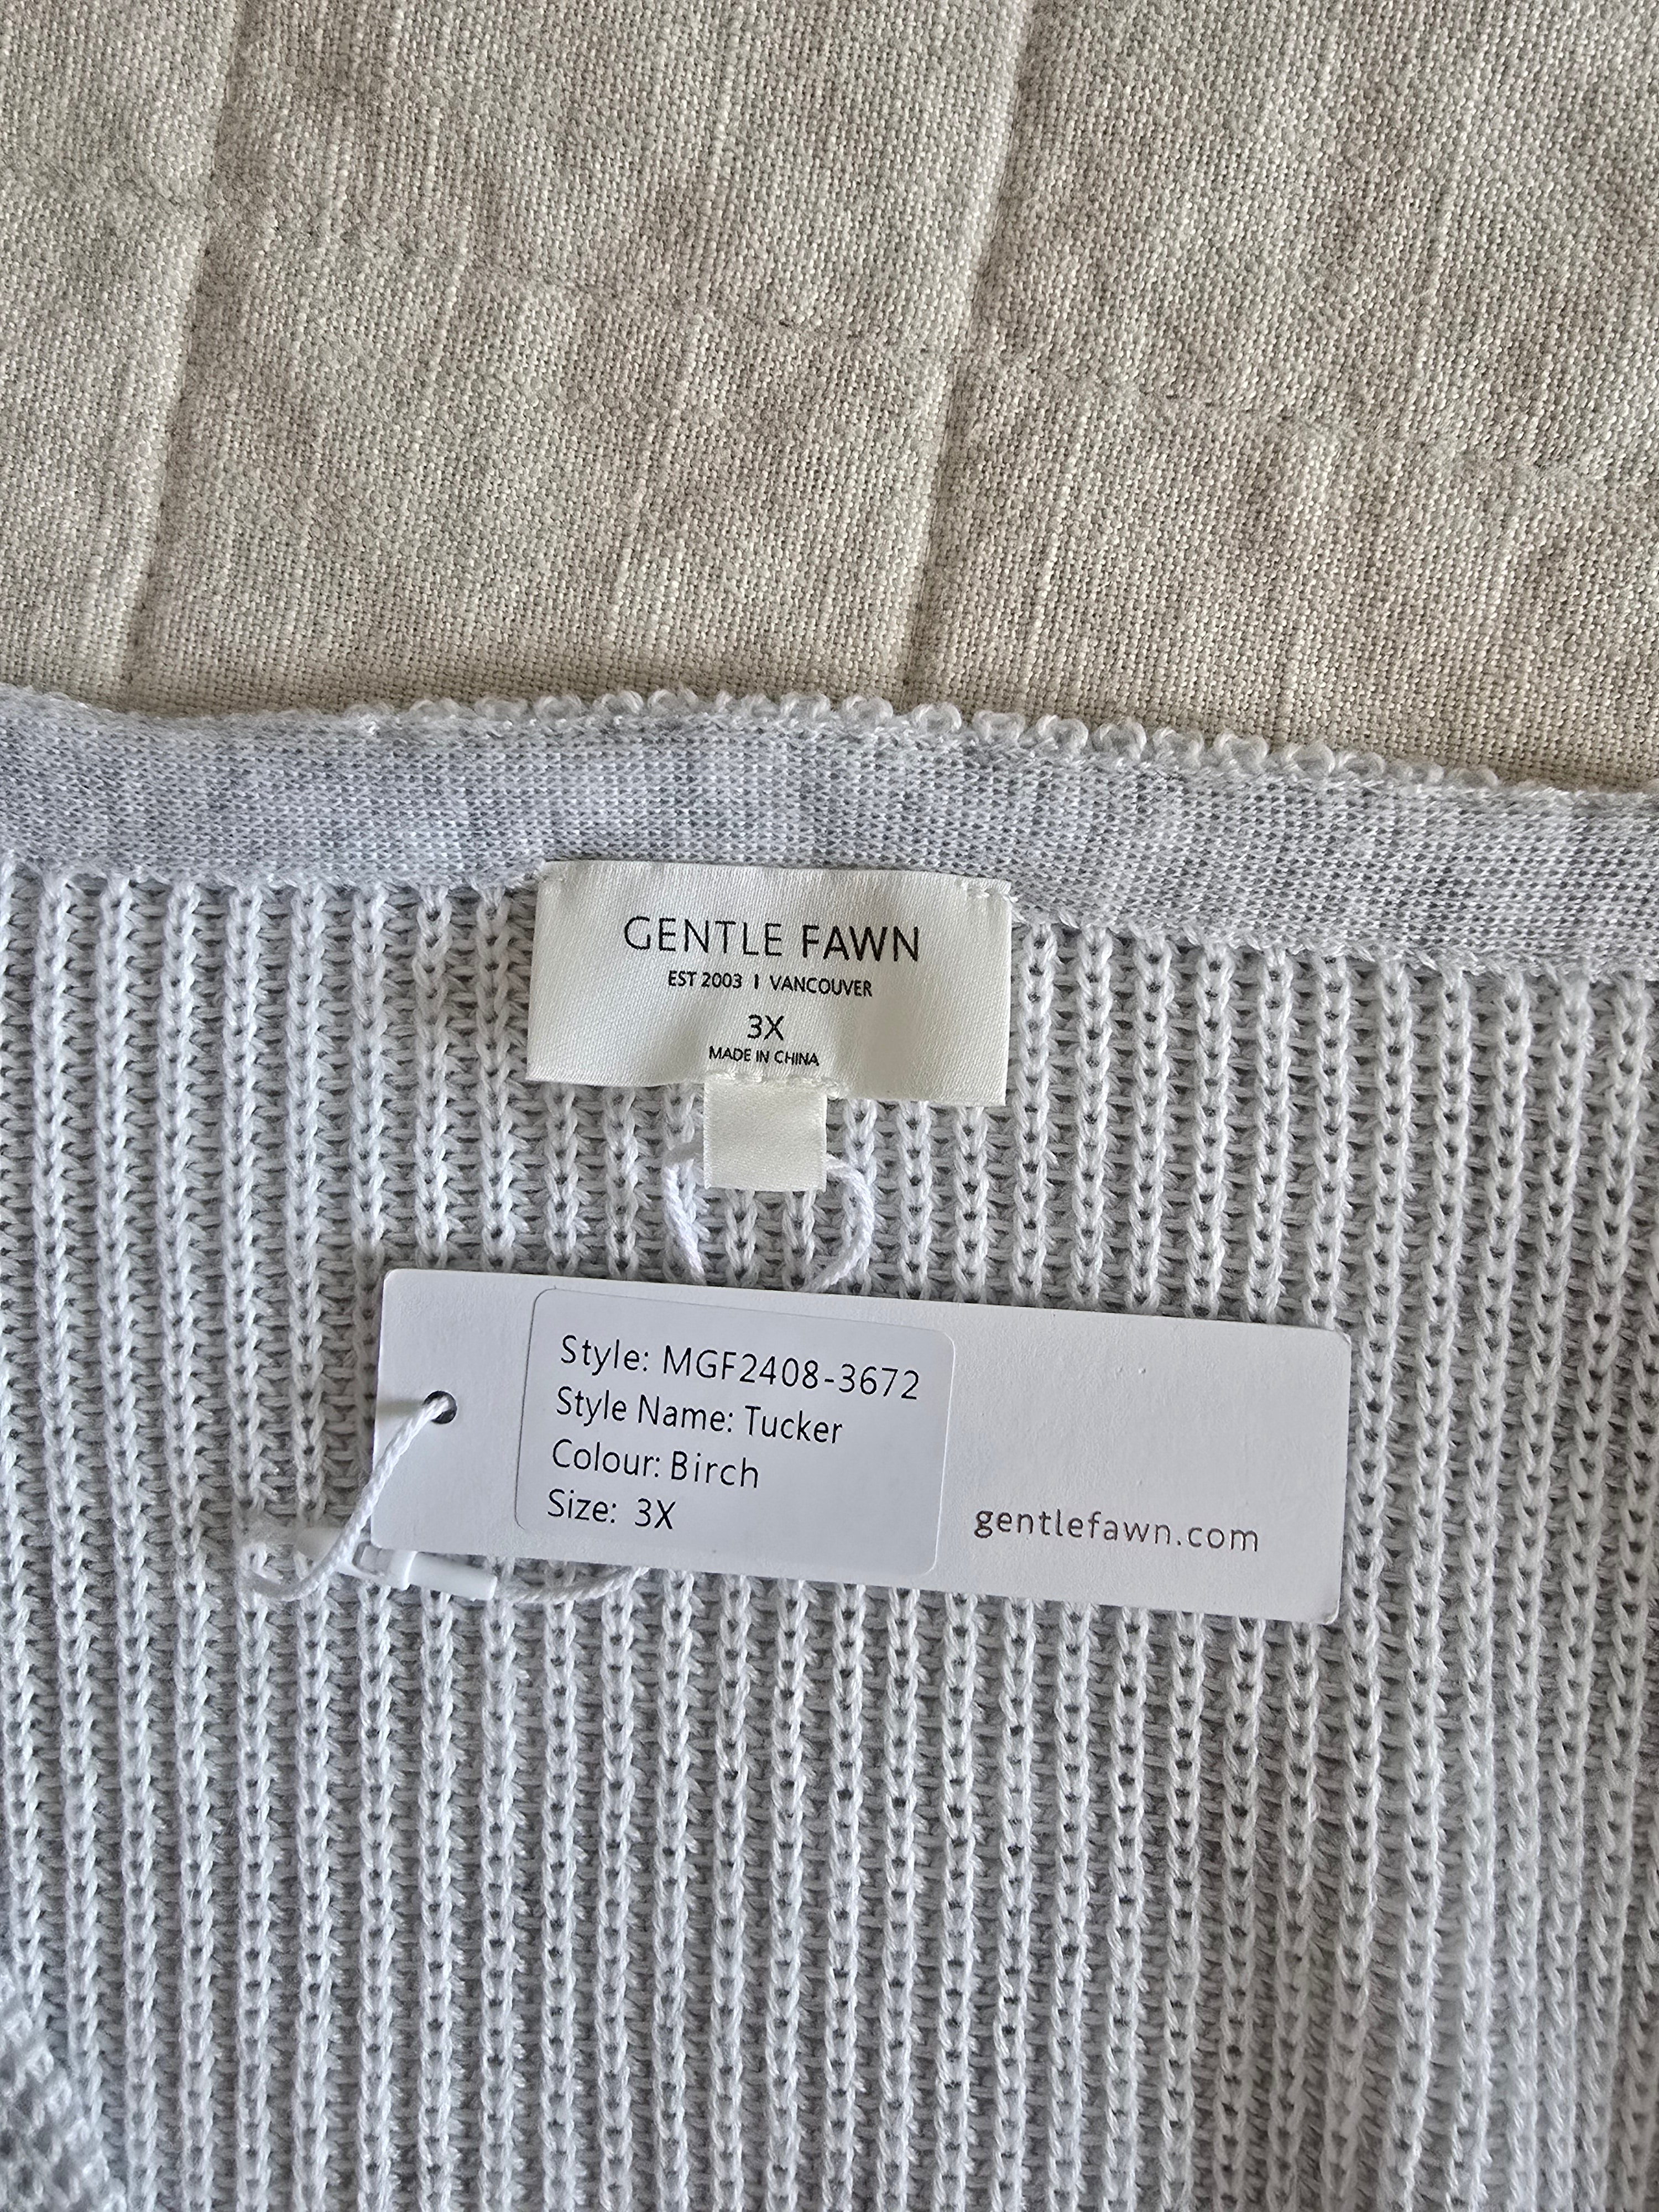 GENTLE FAWN
EST 2003 | VANCOUVER
3X
MADE IN CHINA
Style: MGF2408-3672
Style Name: Tucker
Colour: Birch
Size: 3X
gentlefawn.com